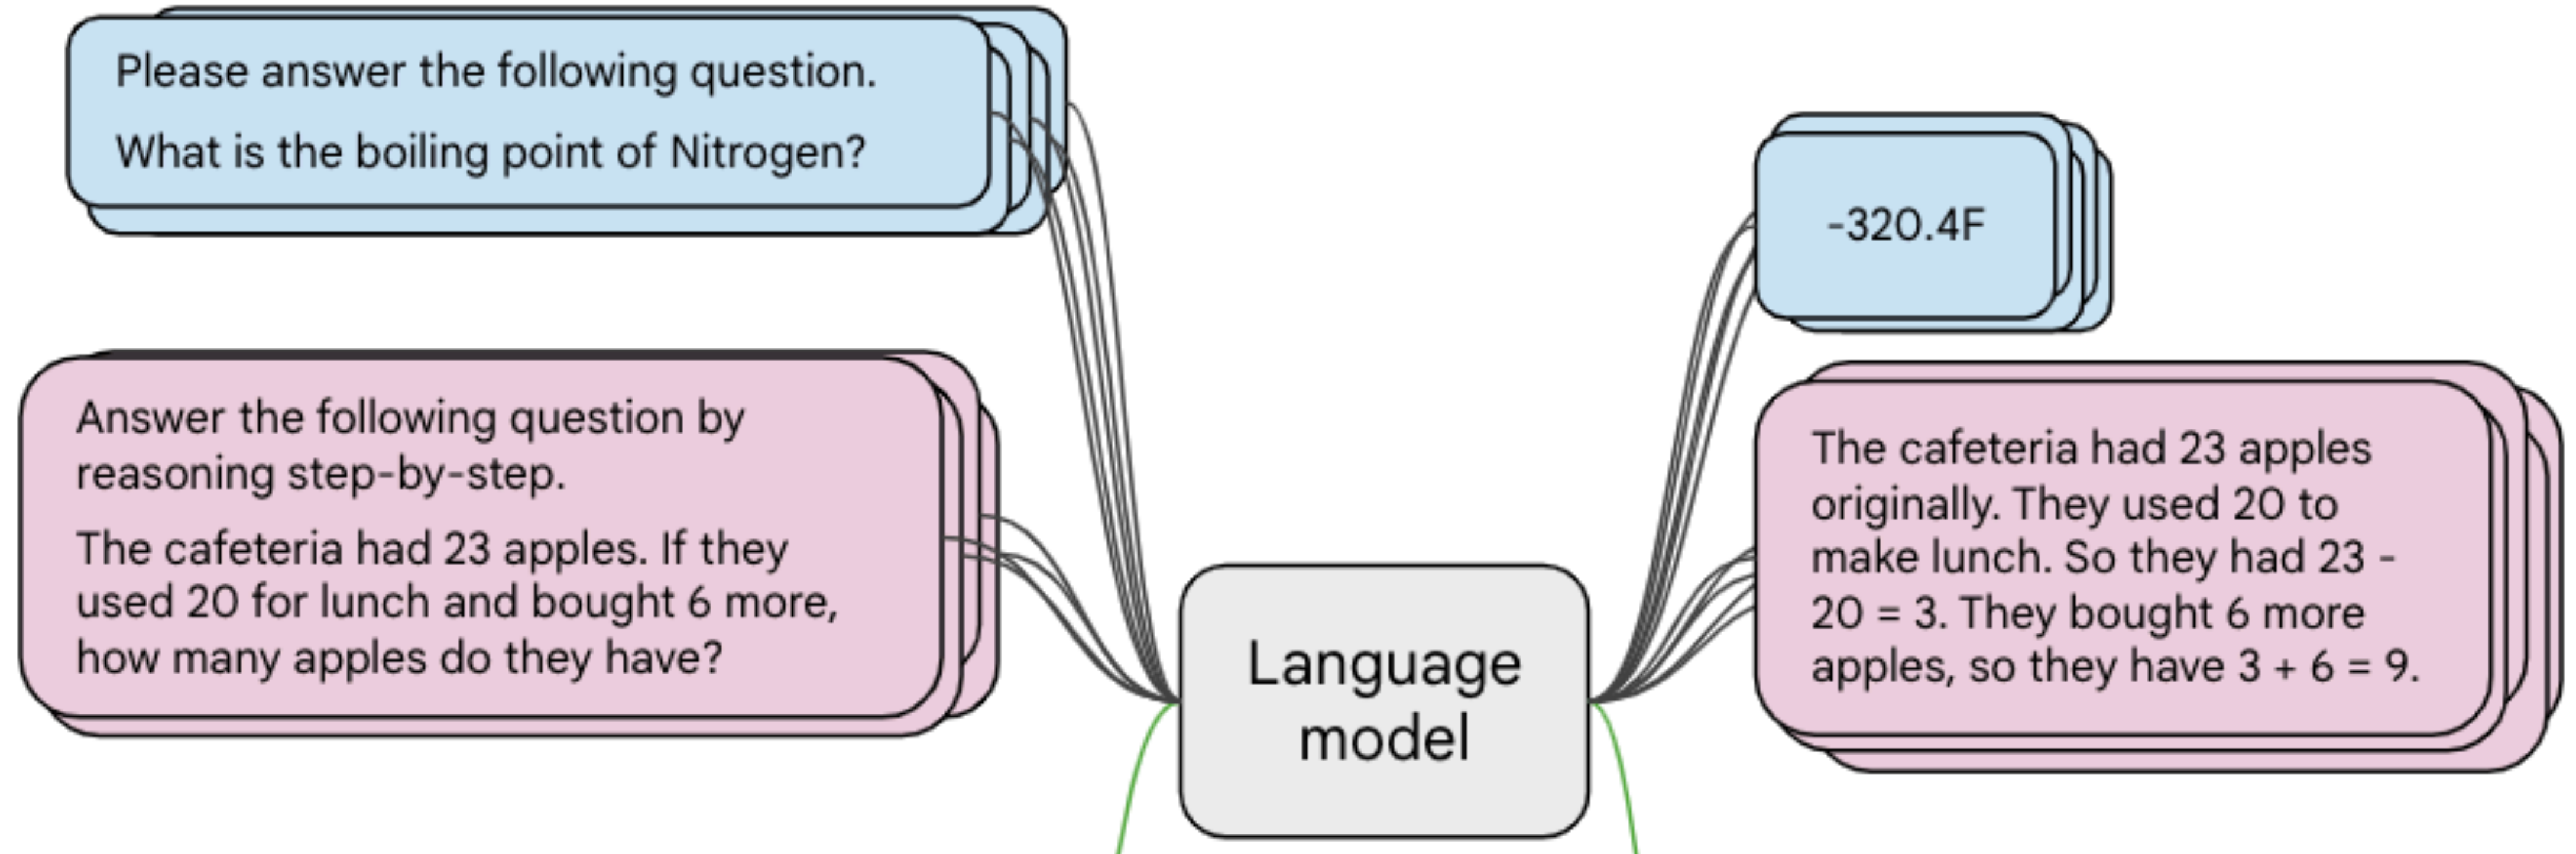 Please answer the following question.
What is the boiling point of Nitrogen?
-320.4F
Answer the following question by
reasoning step-by-step.
The cafeteria had 23 apples. If they
used 20 for lunch and bought 6 more,
how many apples do they have?
Language
model
The cafeteria had 23 apples
originally. They used 20 to
make lunch. So they had 23 -
20 = 3. They bought 6 more
apples, so they have 3 + 6 = 9.